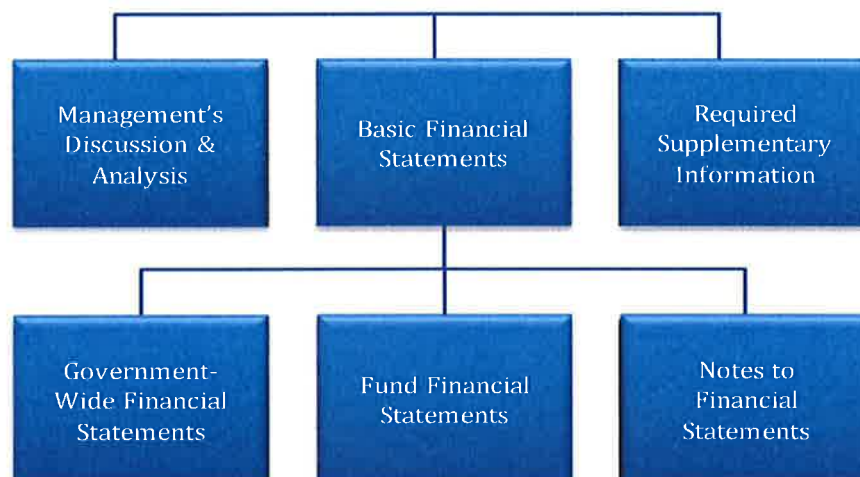 Management's
Discussion &
Analysis
Basic Financial
Statements
Required
Supplementary
Information
Government-
Wide Financial
Statements
Fund Financial
Statements
Notes to
Financial
Statements